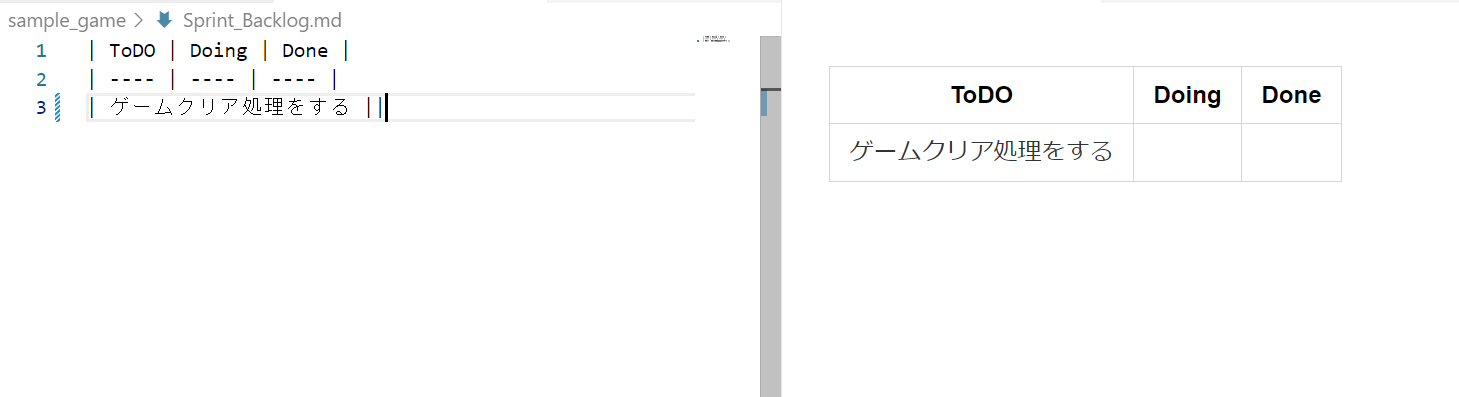 sample_game > Sprint_Backlog.md
1 | ToDO | Doing | Done |
2 | ---- | ---- | ---- |
3 | ゲームクリア処理をする ||
ToDO Doing Done
ゲームクリア処理をする